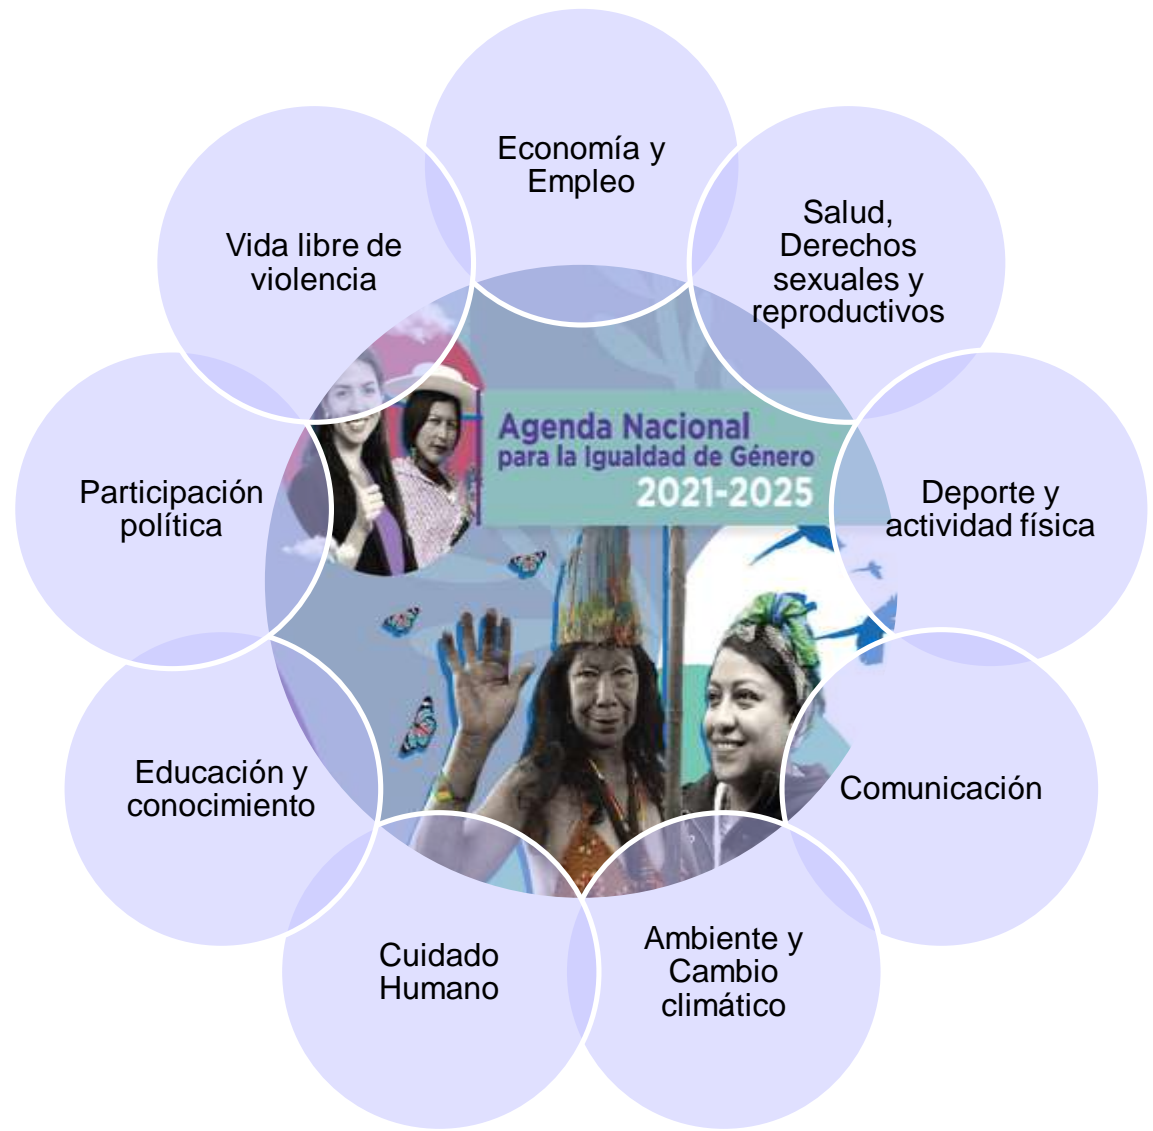 Economía y
Empleo
Salud,
Derechos
sexuales y
reproductivos
Deporte y
actividad física
Comunicación
Ambiente y
Cambio
climático
Cuidado
Humano
Educación y
conocimiento
Participación
política
Vida libre de
violencia
Agenda Nacional
para la Igualdad de Género
2021-2025